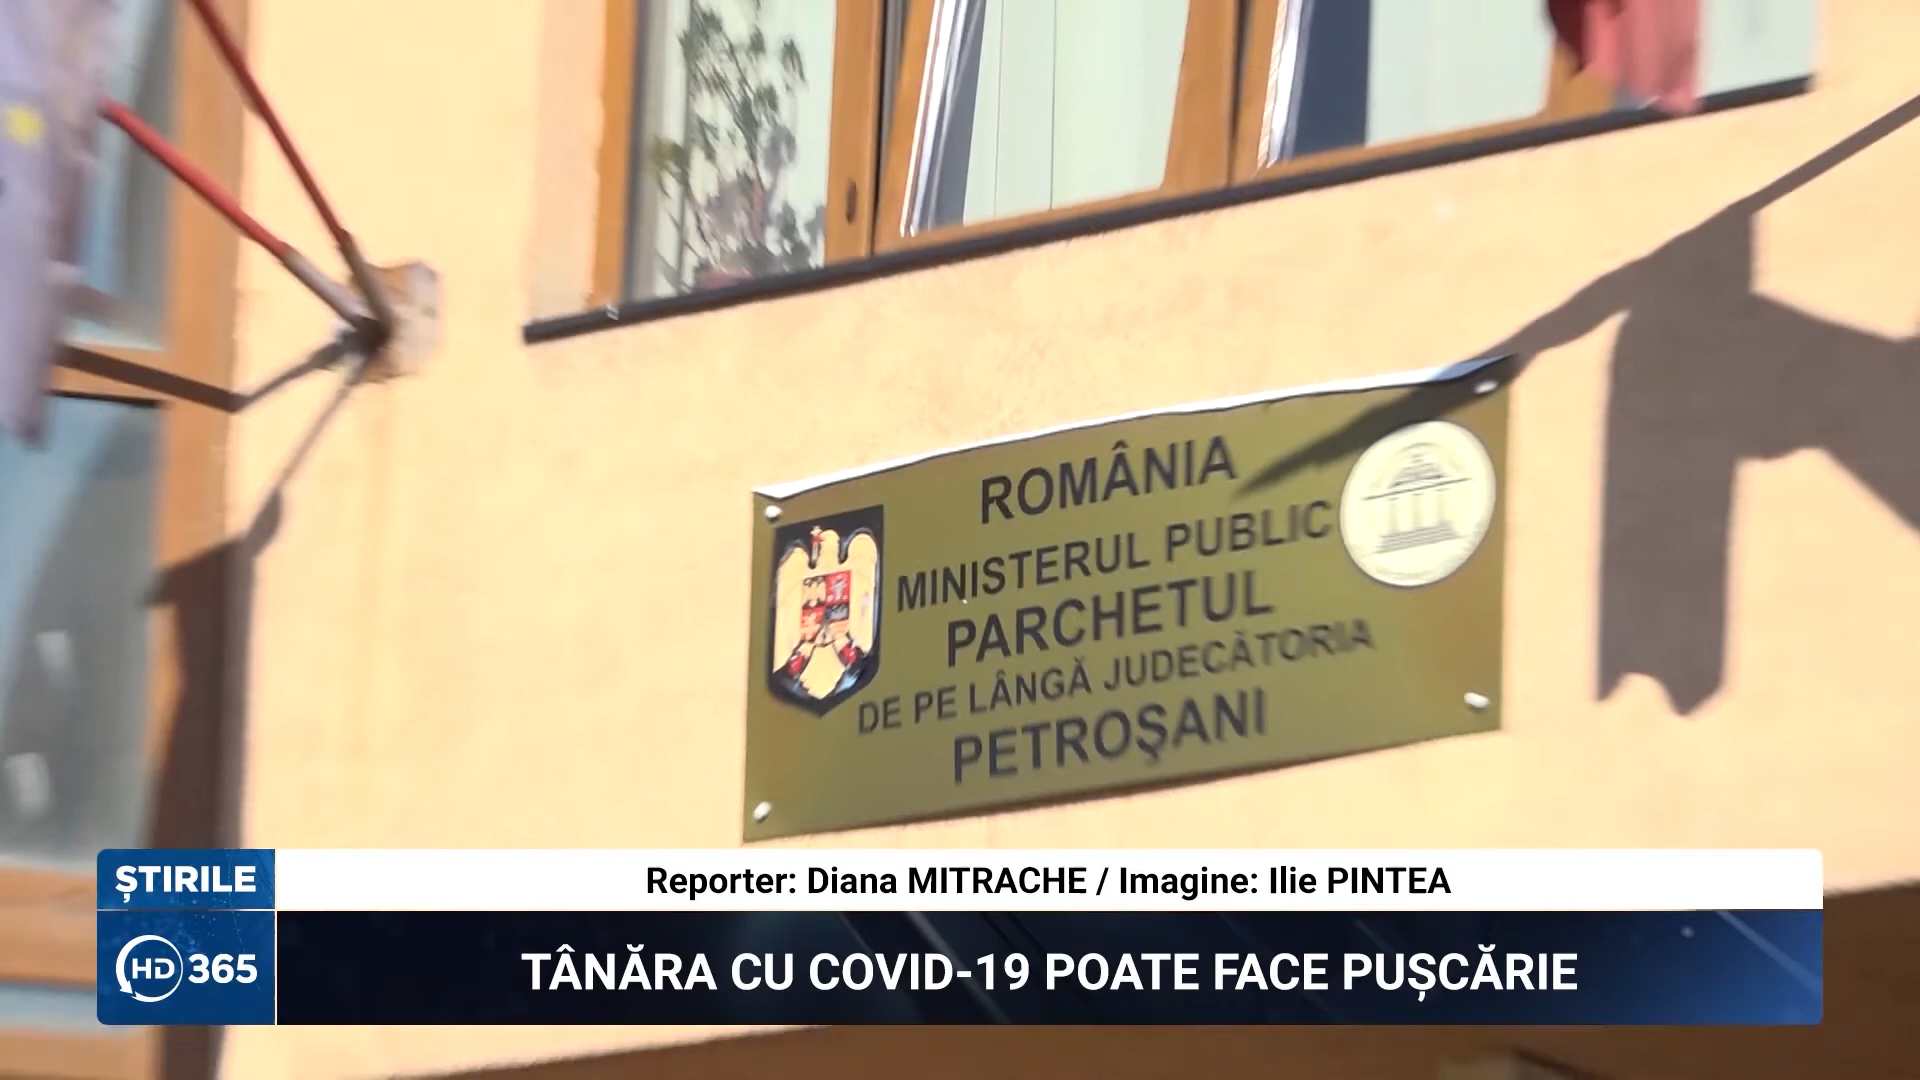 ROMÂNIA
MINISTERUL PUBLIC
PARCHETUL
DE PE LÂNGĂ JUDECĂTORIA
PETROŞANI
ȘTIRILE
Reporter: Diana MITRACHE / Imagine: Ilie PINTEA
HD 365
TÂNĂRA CU COVID-19 POATE FACE PUȘCĂRIE